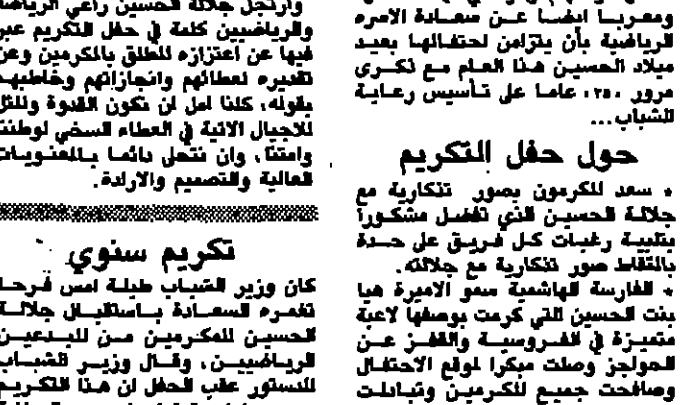 ومعربا ايضا عن سعادة الاسره
الرياضية بأن يتزامن احتفالها بعيد
ميلاد الحسين هذا العام مع ذكرى
مرور «٢٥» عاما على تأسيس رعاية
الشباب...
حول حفل التكريم
* سعد المكرمون بصور تذكارية مع
جلالة الحسين الذي تفضل مشكورا
بتلبية رغبات كل فريق على حدة
بالتقاط صور تذكارية مع جلالته.
* الفارسة الهاشمية سمو الاميرة هيا
بنت الحسين التي كرمت بوصفها لاعبة
متميزة في الفروسية والقفز عن
الحواجز وصلت مبكرا لموقع الاحتفال
وصافحت جميع المكرمين وتبادلت
وارتجل جلالة الحسين راعي الرياضة
والرياضيين كلمة في حفل التكريم عبر
فيها عن اعتزازه المطلق بالمكرمين وعن
تقديره لعطائهم وانجازاتهم وخاطبهم
بقوله، كلنا امل ان تكون القدوة والمثل
للاجيال الاتية في العطاء السخي لوطننا
وامتنا، وان نتحلى دائما بالمعنويات
العالية والتصميم والارادة.
تكريم سنوي
كان وزير الشباب طيلة امس فرحا
تغمره السعادة باستقبال جلالة
الحسين للمكرمين من المبدعين
الرياضيين، وقال وزير الشباب
للدستور عقب الحفل ان هذا التكريم